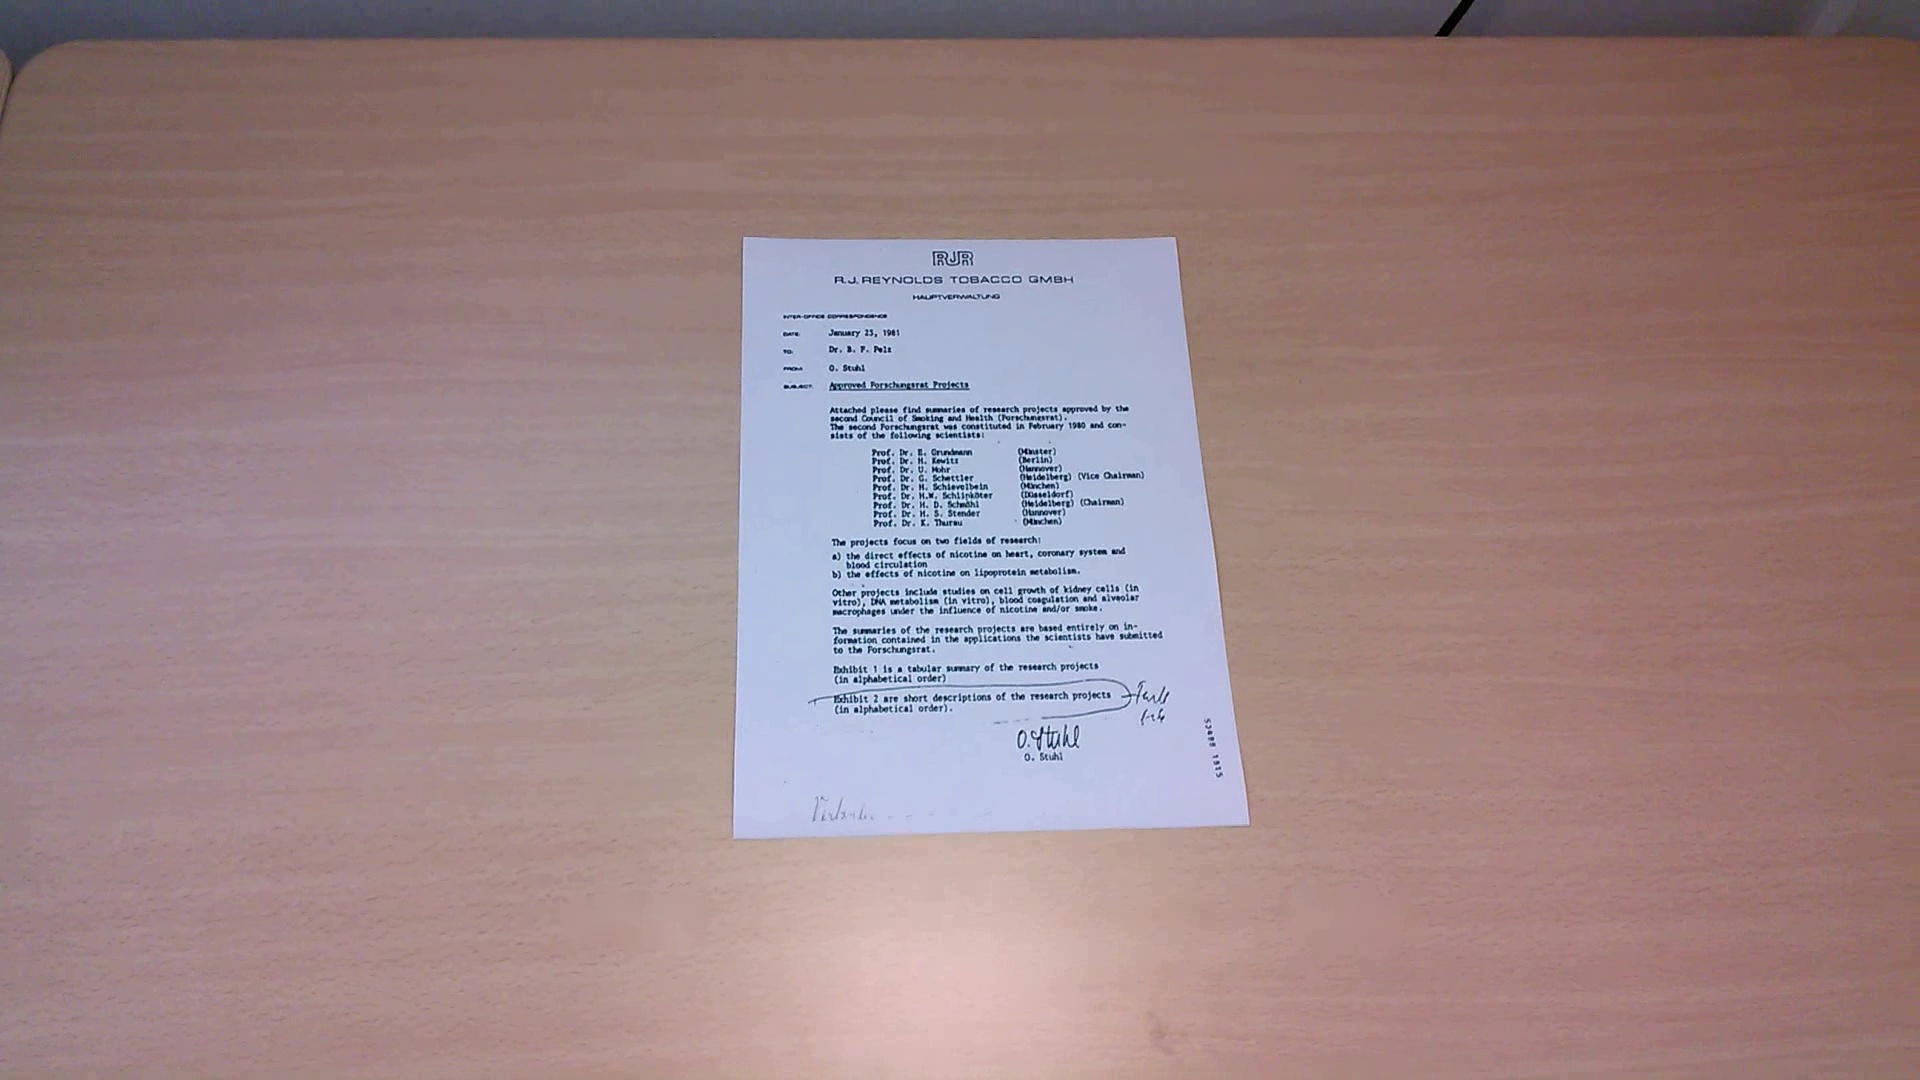 RJR
R.J. REYNOLDS TOBACCO GMBH
HAUPTVERWALTUNG
INTER-OFFICE CORRESPONDENCE
DATE: January 23, 1981
TO: Dr. B. F. Pelz
FROM: O. Stuhl
SUBJECT: Approved Forschungsrat Projects
Attached please find summaries of research projects approved by the
second Council of Smoking and Health (Forschungsrat).
The second Forschungsrat was constituted in February 1980 and con-
sists of the following scientists:
Prof. Dr. E. Grundmann (Münster)
Prof. Dr. H. Kewitz (Berlin)
Prof. Dr. U. Mohr (Hannover)
Prof. Dr. G. Schettler (Heidelberg) (Vice Chairman)
Prof. Dr. H. Schievelbein (München)
Prof. Dr. H.W. Schlipköter (Düsseldorf)
Prof. Dr. H. D. Schmähl (Heidelberg) (Chairman)
Prof. Dr. H. S. Stender (Hannover)
Prof. Dr. K. Thurau (München)
The projects focus on two fields of research:
a) the direct effects of nicotine on heart, coronary system and
blood circulation
b) the effects of nicotine on lipoprotein metabolism.
Other projects include studies on cell growth of kidney cells (in
vitro), DNA metabolism (in vitro), blood coagulation and alveolar
macrophages under the influence of nicotine and/or smoke.
The summaries of the research projects are based entirely on in-
formation contained in the applications the scientists have submitted
to the Forschungsrat.
Exhibit 1 is a tabular summary of the research projects
(in alphabetical order)
Exhibit 2 are short descriptions of the research projects
(in alphabetical order).
O. Stuhl
O. Stuhl